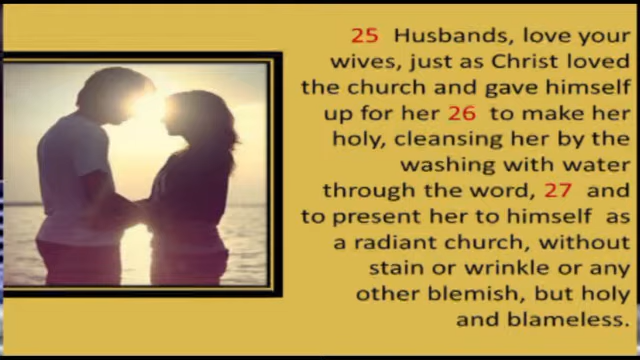 25 Husbands, love your
wives, just as Christ loved
the church and gave himself
up for her 26 to make her
holy, cleansing her by the
washing with water
through the word, 27 and
to present her to himself as
a radiant church, without
stain or wrinkle or any
other blemish, but holy
and blameless.